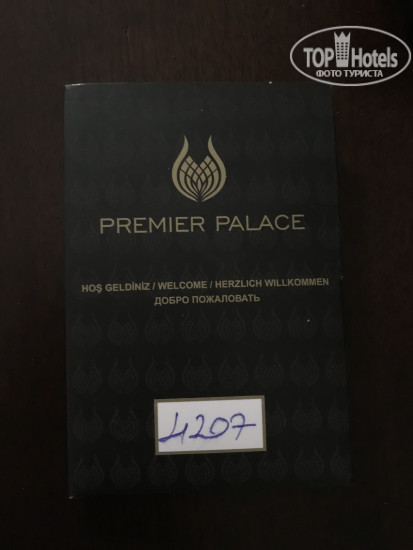 TOP Hotels
ФОТО ТУРИСТА
PREMIER PALACE
HOŞ GELDİNİZ / WELCOME / HERZLICH WILLKOMMEN
ДОБРО ПОЖАЛОВАТЬ
4207